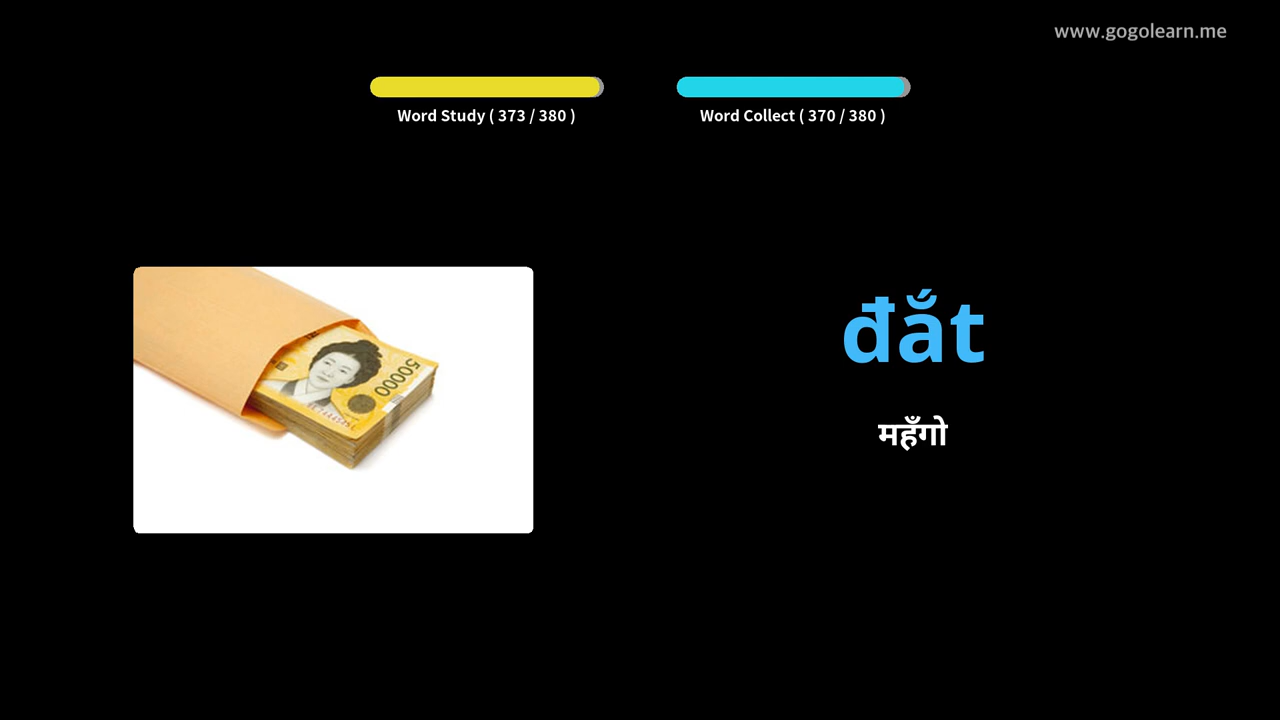 www.gogolearn.me
Word Study ( 373 / 380 )
Word Collect ( 370 / 380 )
50000
đắt
महँगो